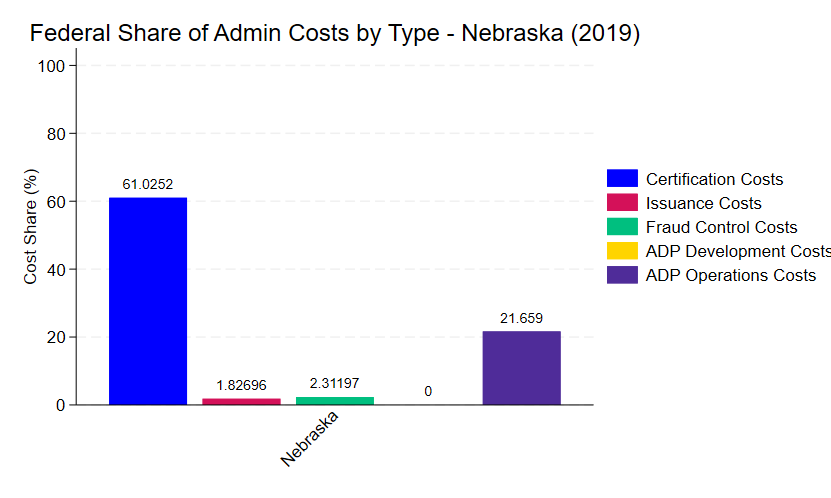 Federal Share of Admin Costs by Type - Nebraska (2019)
Cost Share (%)
100
80
60
40
20
0
61.0252
1.82696
2.31197
0
21.659
Nebraska
Certification Costs
Issuance Costs
Fraud Control Costs
ADP Development Costs
ADP Operations Costs